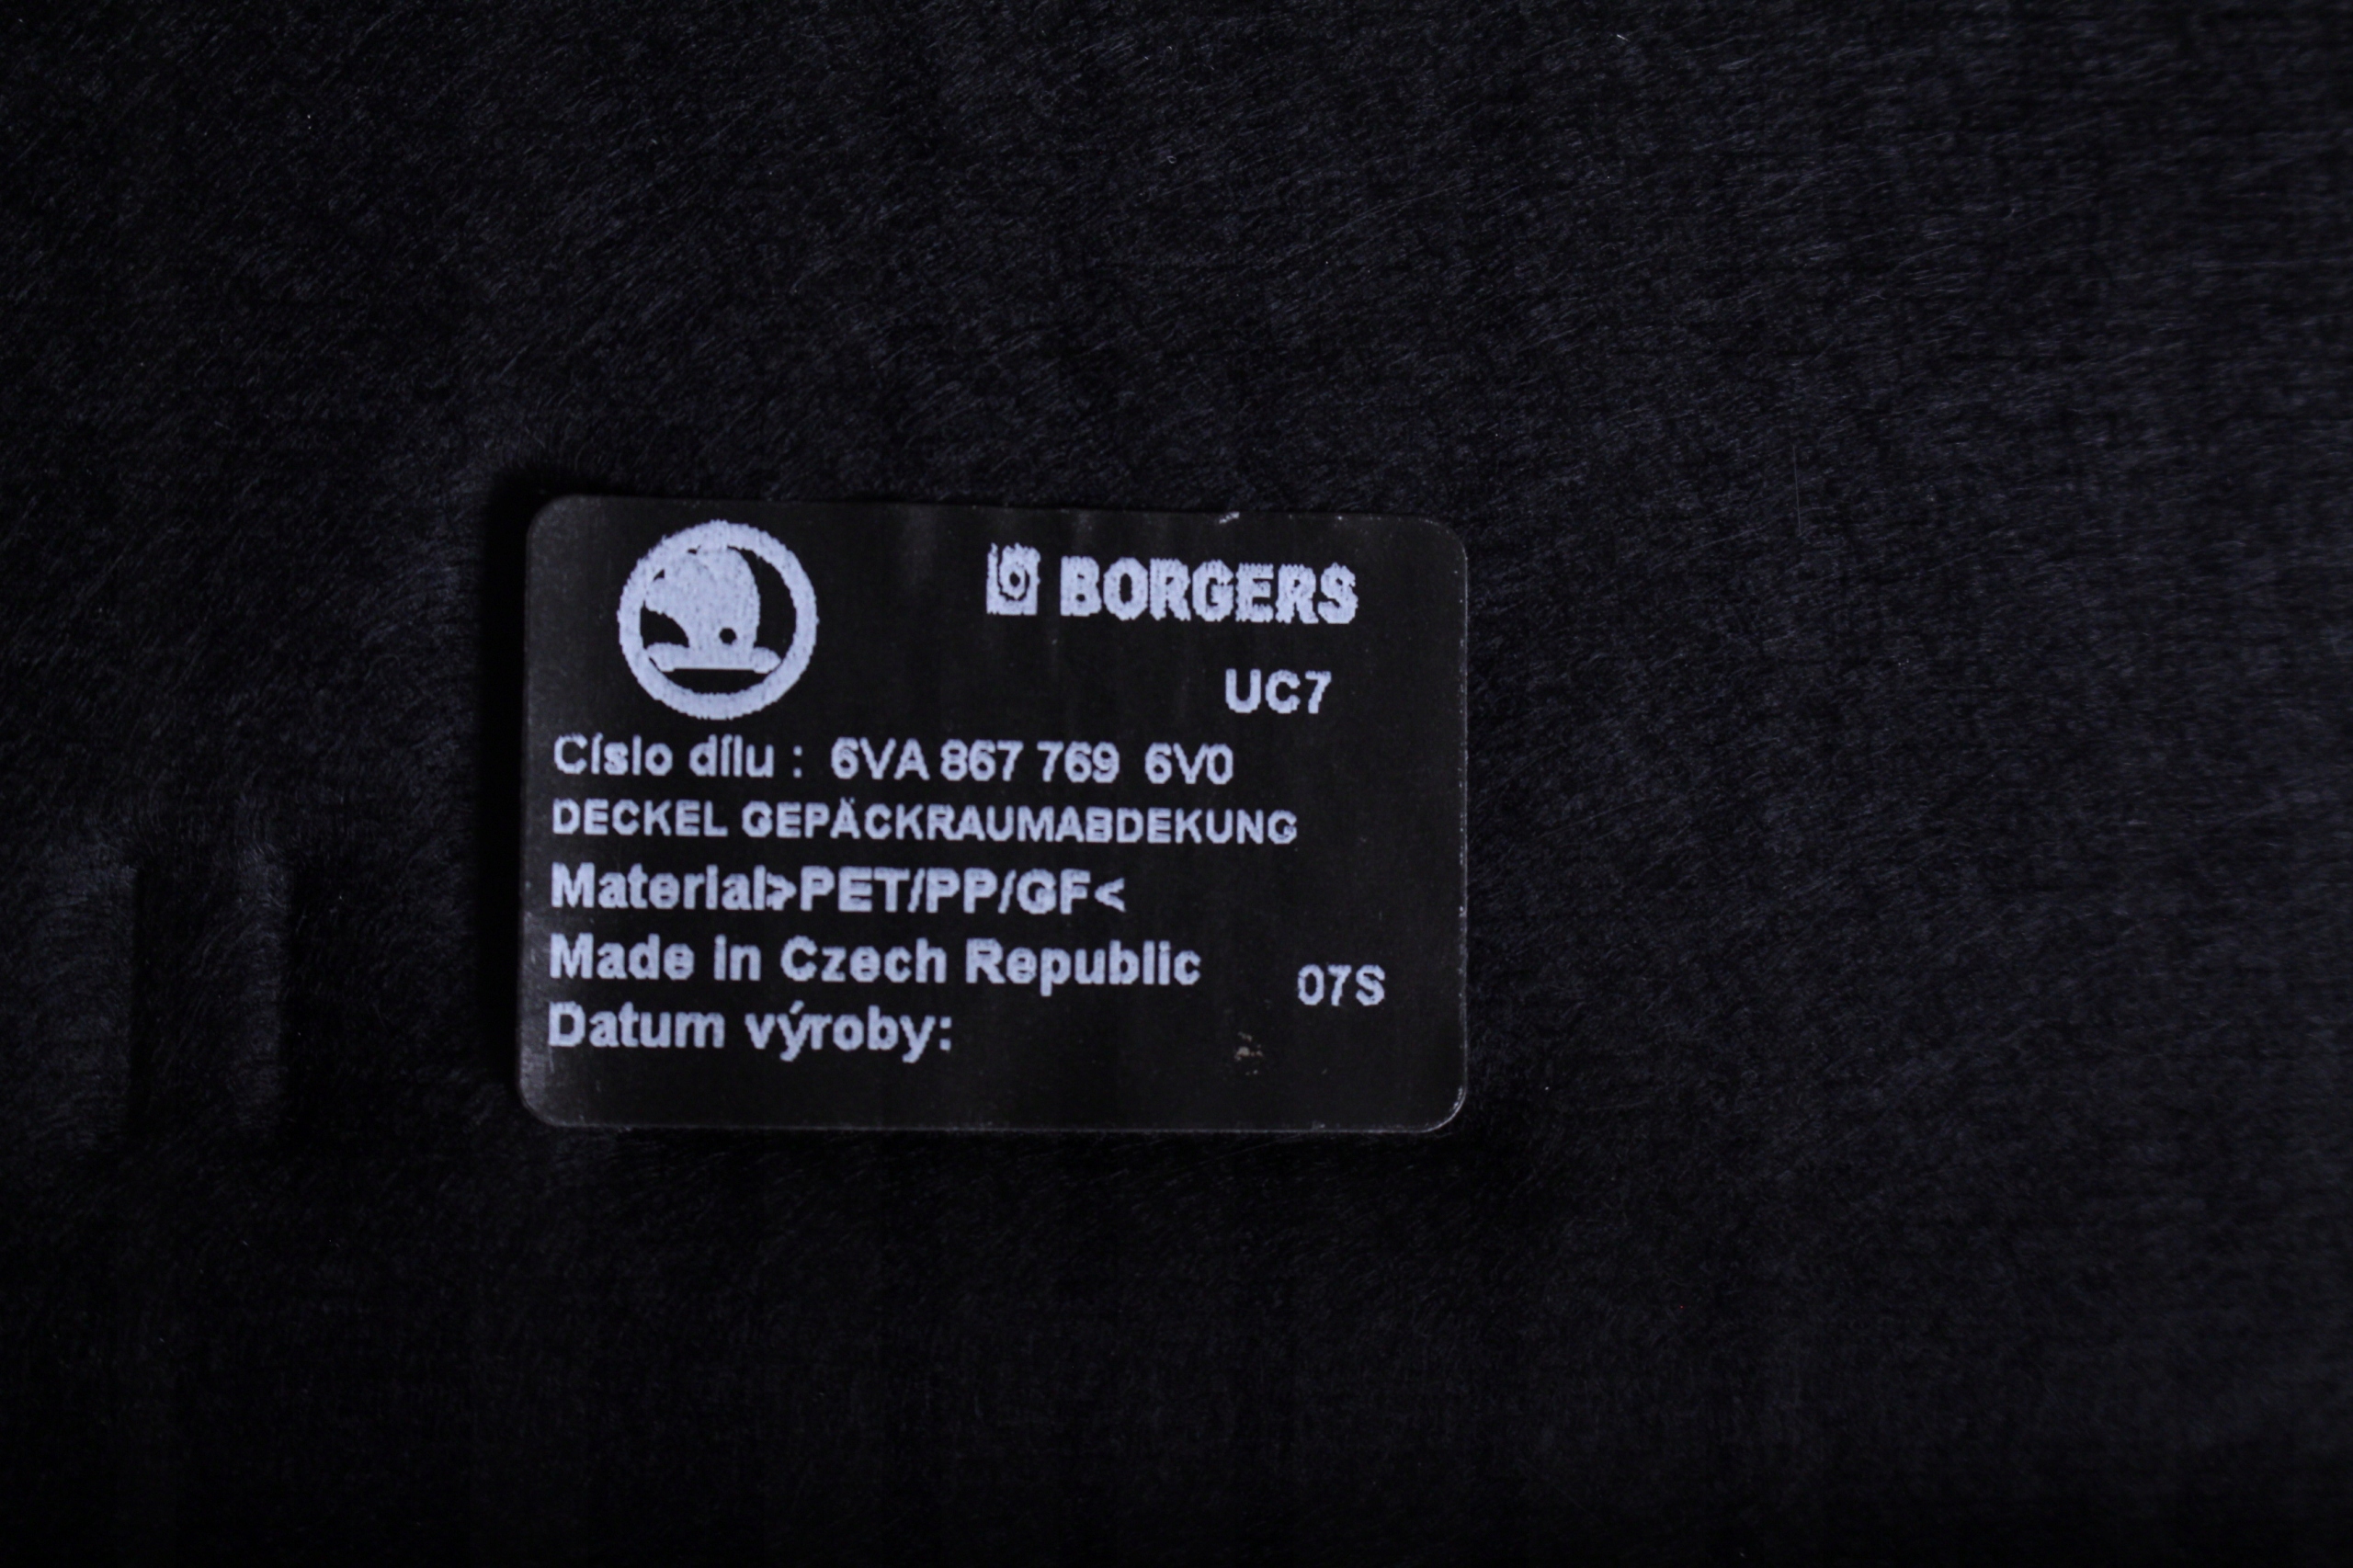 BORGERS
UC7
Císlo dílu : 6VA 867 769 6V0
DECKEL GEPÄCKRAUMABDEKUNG
Material>PET/PP/GF<
Made in Czech Republic
07S
Datum výroby: